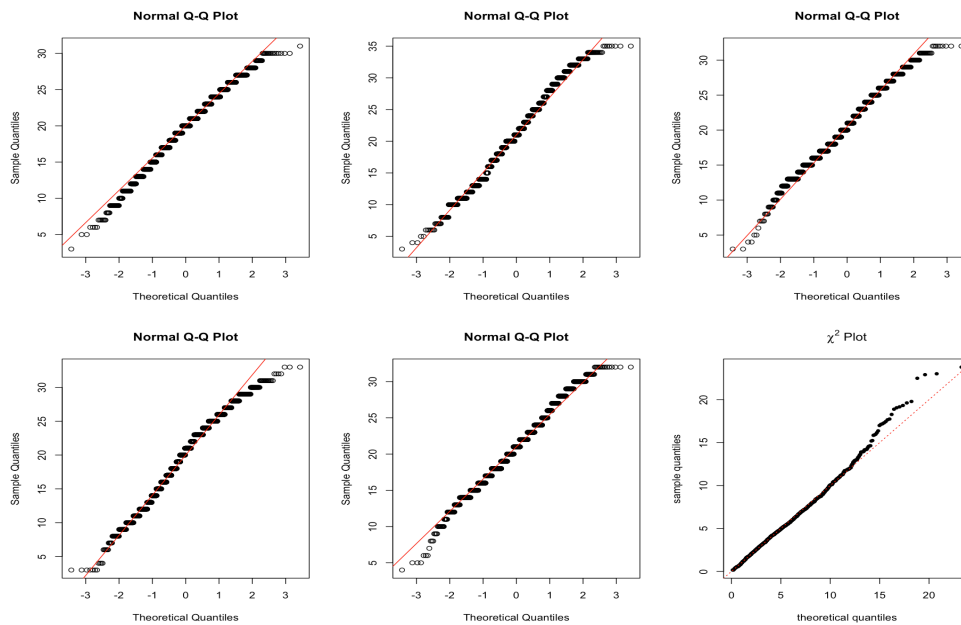 Normal Q-Q Plot
Normal Q-Q Plot
Normal Q-Q Plot
Sample Quantiles
30
25
20
15
10
5
-3 -2 -1 0 1 2 3
Theoretical Quantiles
Sample Quantiles
35
30
25
20
15
10
5
-3 -2 -1 0 1 2 3
Theoretical Quantiles
Sample Quantiles
30
25
20
15
10
5
-3 -2 -1 0 1 2 3
Theoretical Quantiles
Normal Q-Q Plot
Normal Q-Q Plot
χ² Plot
Sample Quantiles
30
25
20
15
10
5
-3 -2 -1 0 1 2 3
Theoretical Quantiles
Sample Quantiles
30
25
20
15
10
5
-3 -2 -1 0 1 2 3
Theoretical Quantiles
sample quantiles
20
15
10
5
0
0 5 10 15 20
theoretical quantiles